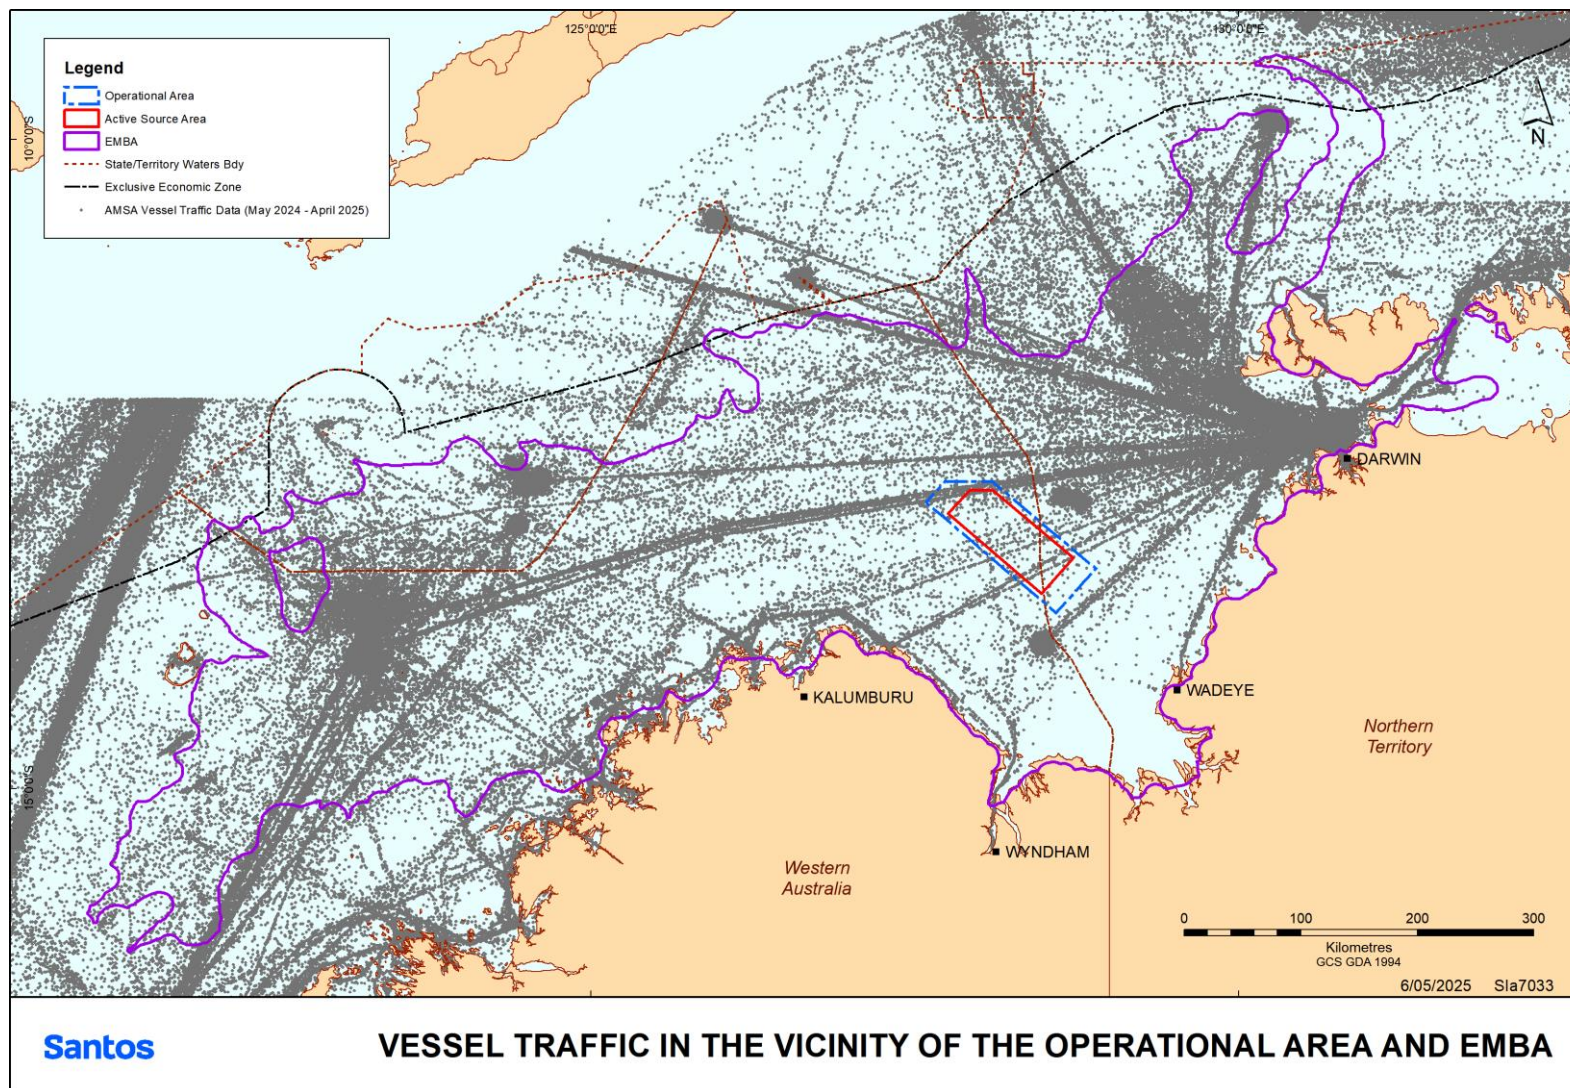 125°0'0"E
130°0'0"E
Legend
Operational Area
Active Source Area
EMBA
State/Territory Waters Bdy
Exclusive Economic Zone
AMSA Vessel Traffic Data (May 2024 - April 2025)
10°0'0"S
N
DARWIN
KALUMBURU
WADEYE
Northern
Territory
15°0'0"S
WYNDHAM
Western
Australia
0 100 200 300
Kilometres
GCS GDA 1994
6/05/2025 Sla7033
Santos
VESSEL TRAFFIC IN THE VICINITY OF THE OPERATIONAL AREA AND EMBA